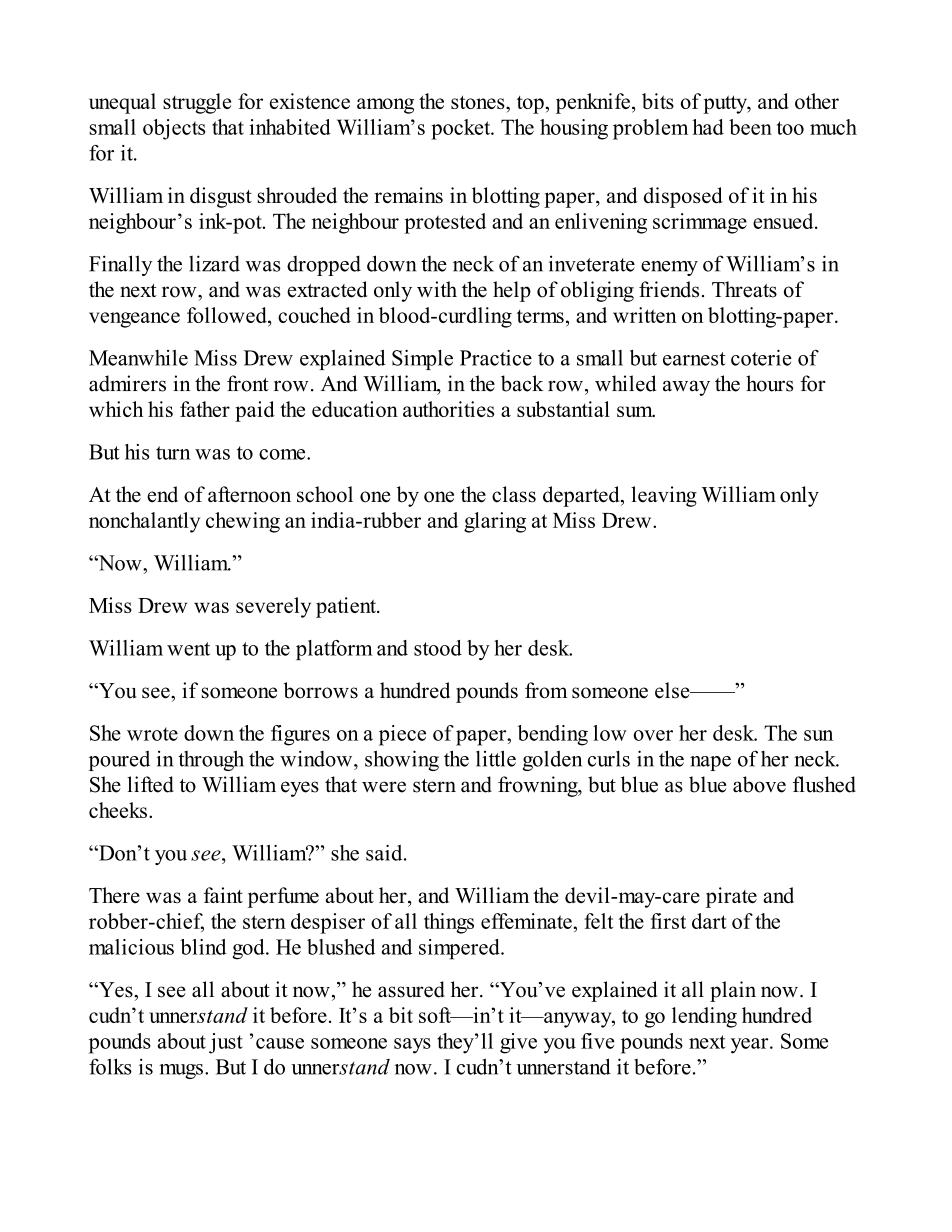 unequal struggle for existence among the stones, top, penknife, bits of putty, and other
small objects that inhabited William’s pocket. The housing problem had been too much
for it.
William in disgust shrouded the remains in blotting paper, and disposed of it in his
neighbour’s ink-pot. The neighbour protested and an enlivening scrimmage ensued.
Finally the lizard was dropped down the neck of an inveterate enemy of William’s in
the next row, and was extracted only with the help of obliging friends. Threats of
vengeance followed, couched in blood-curdling terms, and written on blotting-paper.
Meanwhile Miss Drew explained Simple Practice to a small but earnest coterie of
admirers in the front row. And William, in the back row, whiled away the hours for
which his father paid the education authorities a substantial sum.
But his turn was to come.
At the end of afternoon school one by one the class departed, leaving William only
nonchalantly chewing an india-rubber and glaring at Miss Drew.
“Now, William.”
Miss Drew was severely patient.
William went up to the platform and stood by her desk.
“You see, if someone borrows a hundred pounds from someone else——”
She wrote down the figures on a piece of paper, bending low over her desk. The sun
poured in through the window, showing the little golden curls in the nape of her neck.
She lifted to William eyes that were stern and frowning, but blue as blue above flushed
cheeks.
“Don’t you see, William?” she said.
There was a faint perfume about her, and William the devil-may-care pirate and
robber-chief, the stern despiser of all things effeminate, felt the first dart of the
malicious blind god. He blushed and simpered.
“Yes, I see all about it now,” he assured her. “You’ve explained it all plain now. I
cudn’t unnerstand it before. It’s a bit soft—in’t it—anyway, to go lending hundred
pounds about just ’cause someone says they’ll give you five pounds next year. Some
folks is mugs. But I do unnerstand now. I cudn’t unnerstand it before.”